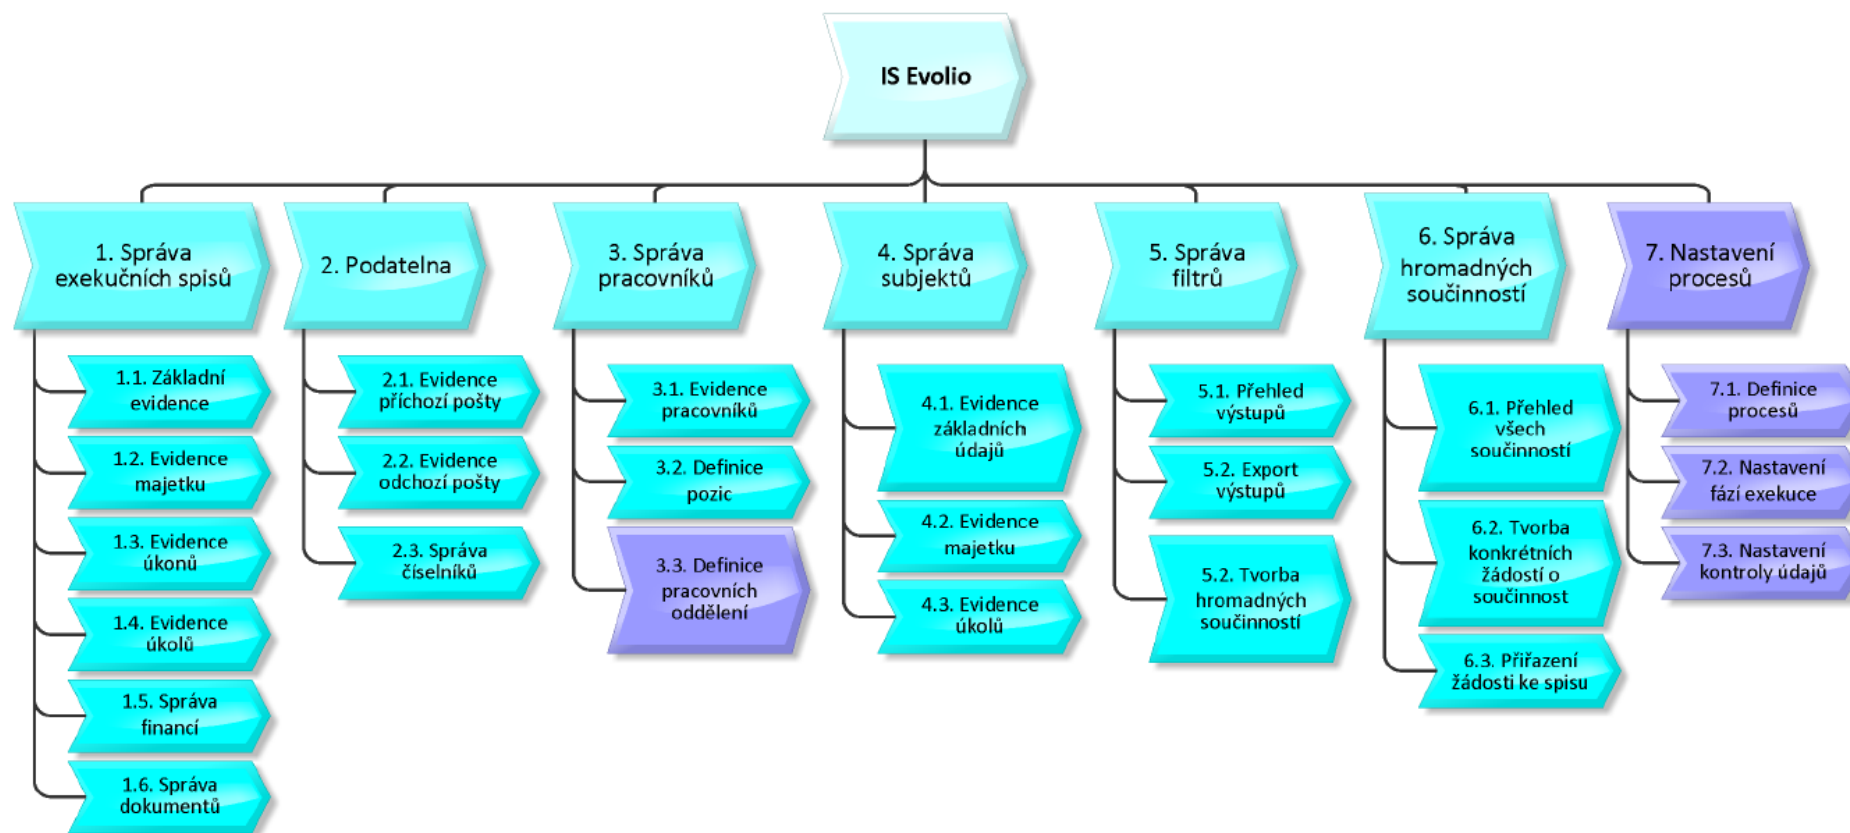 IS Evolio
1. Správa
exekučních spisů
2. Podatelna
3. Správa
pracovníků
4. Správa
subjektů
5. Správa
filtrů
6. Správa
hromadných
součinností
7. Nastavení
procesů
1.1. Základní
evidence
1.2. Evidence
majetku
1.3. Evidence
úkonů
1.4. Evidence
úkolů
1.5. Správa
financí
1.6. Správa
dokumentů
2.1. Evidence
příchozí pošty
2.2. Evidence
odchozí pošty
2.3. Správa
číselníků
3.1. Evidence
pracovníků
3.2. Definice
pozic
3.3. Definice
pracovních
oddělení
4.1. Evidence
základních
údajů
4.2. Evidence
majetku
4.3. Evidence
úkolů
5.1. Přehled
výstupů
5.2. Export
výstupů
5.2. Tvorba
hromadných
součinností
6.1. Přehled
všech
součinností
6.2. Tvorba
konkrétních
žádostí o
součinnost
6.3. Přiřazení
žádosti ke spisu
7.1. Definice
procesů
7.2. Nastavení
fází exekuce
7.3. Nastavení
kontroly údajů